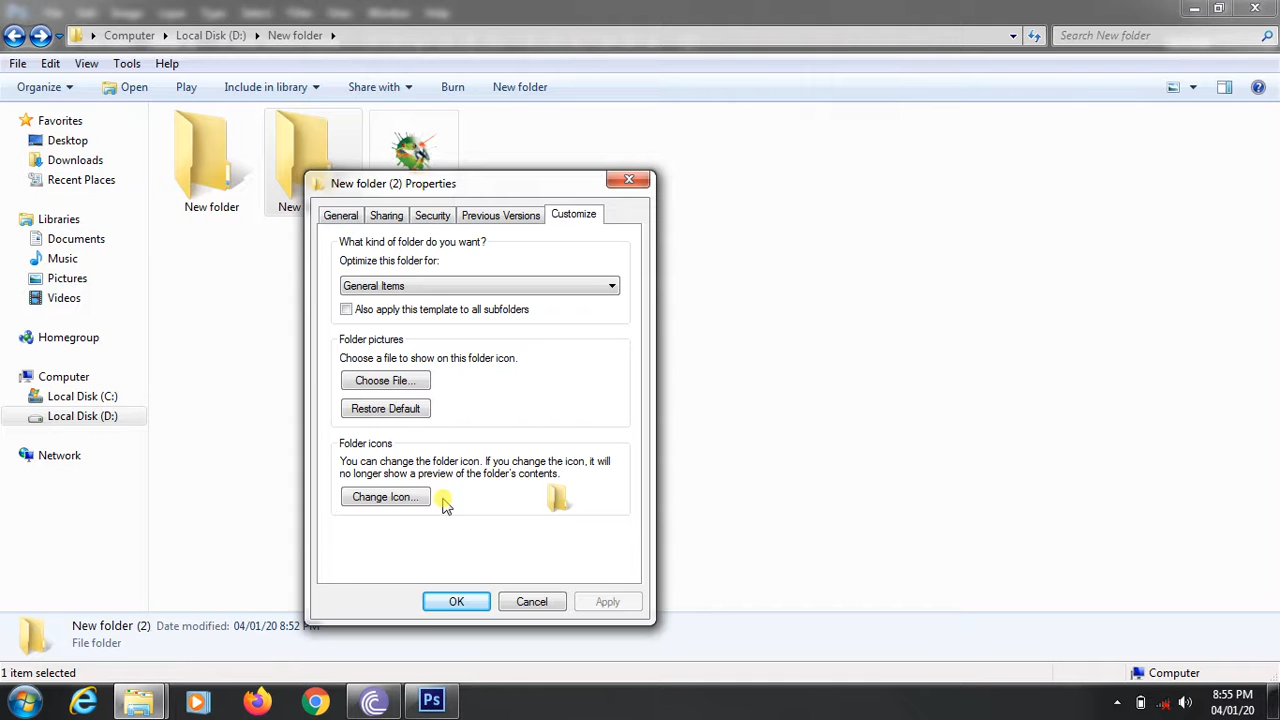 Computer ▸ Local Disk (D:) ▸ New folder ▸
Search New folder
File Edit View Tools Help
Organize Open Play Include in library Share with Burn New folder
Favorites
Desktop
Downloads
Recent Places
Libraries
Documents
Music
Pictures
Videos
Homegroup
Computer
Local Disk (C:)
Local Disk (D:)
Network
New folder
New
New folder (2) Properties
General Sharing Security Previous Versions Customize
What kind of folder do you want?
Optimize this folder for:
General Items
Also apply this template to all subfolders
Folder pictures
Choose a file to show on this folder icon.
Choose File...
Restore Default
Folder icons
You can change the folder icon. If you change the icon, it will
no longer show a preview of the folder's contents.
Change Icon...
OK Cancel Apply
New folder (2) Date modified: 04/01/20 8:52 PM
File folder
1 item selected
Computer
Ps
8:55 PM
04/01/20